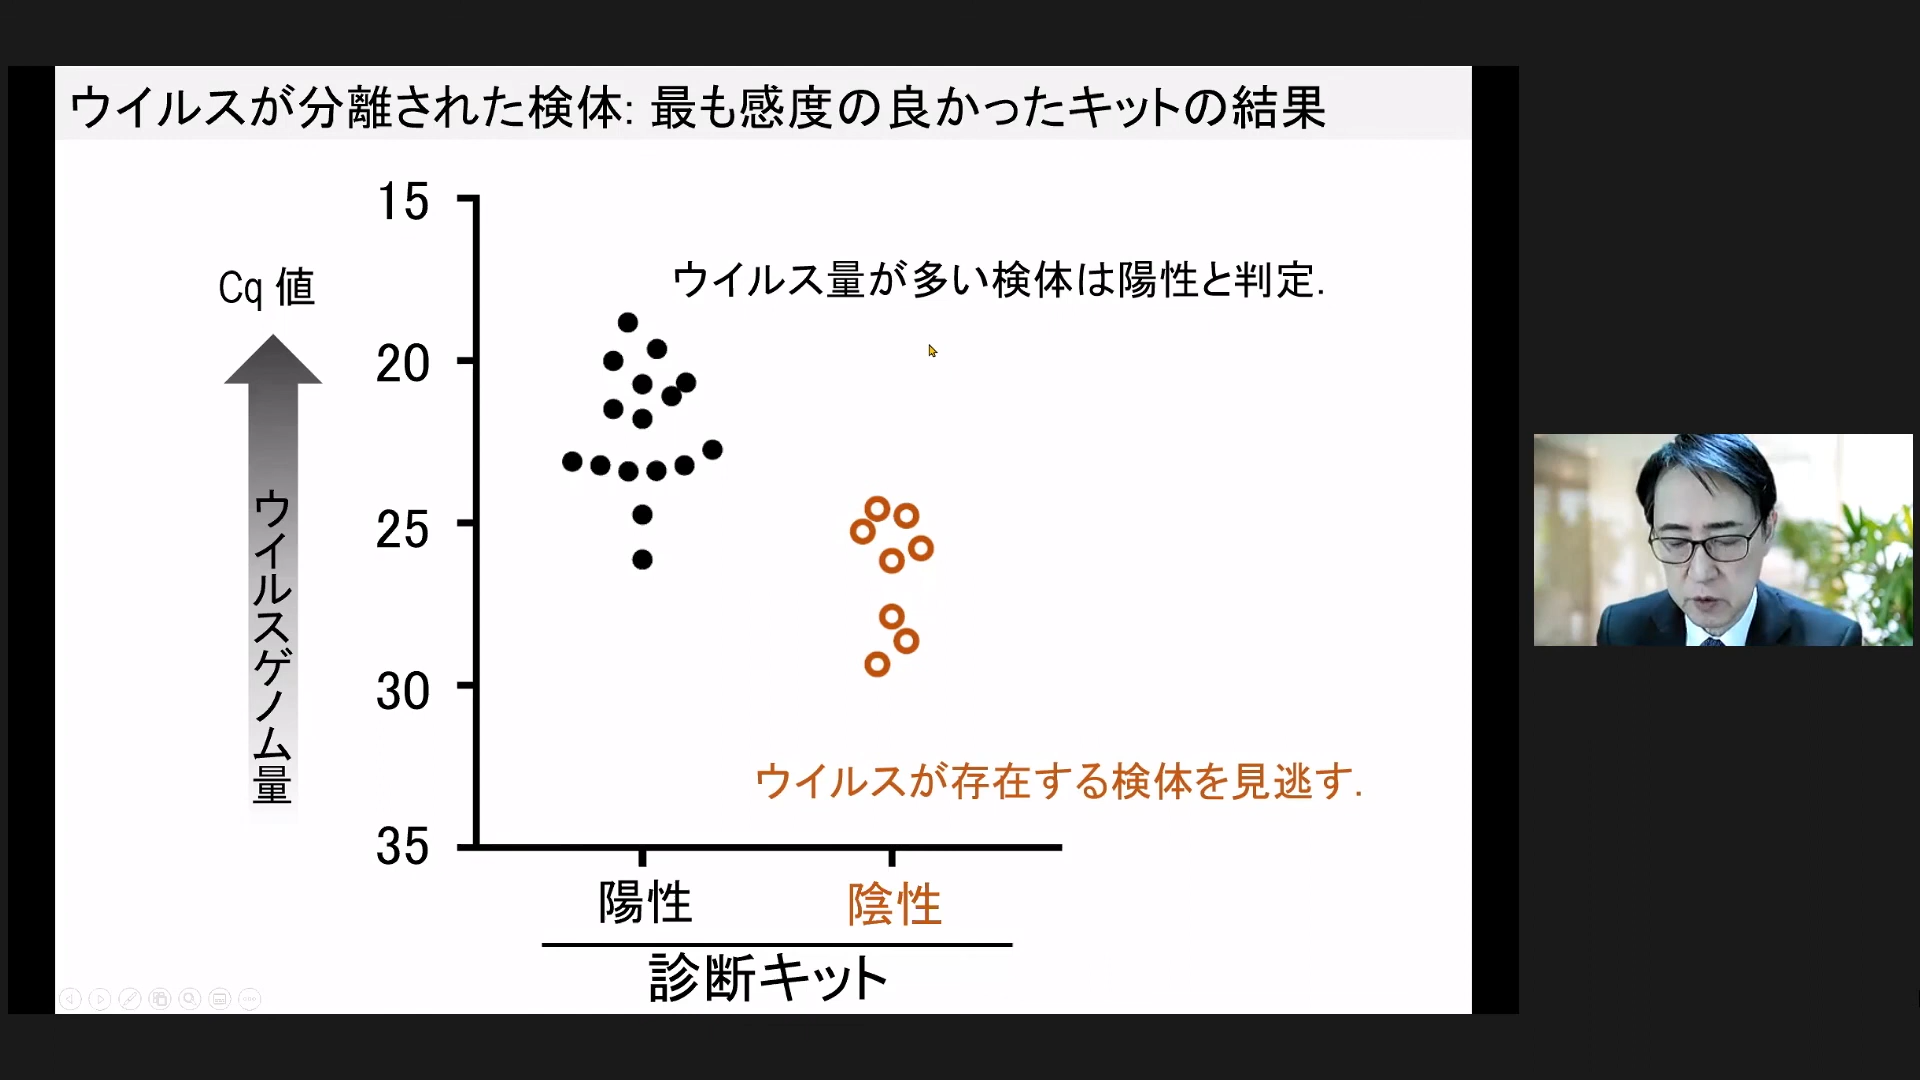 ウイルスが分離された検体: 最も感度の良かったキットの結果
15
Cq 値
ウイルス量が多い検体は陽性と判定.
20
25
ウイルスゲノム量
30
ウイルスが存在する検体を見逃す.
35
陽性
陰性
診断キット